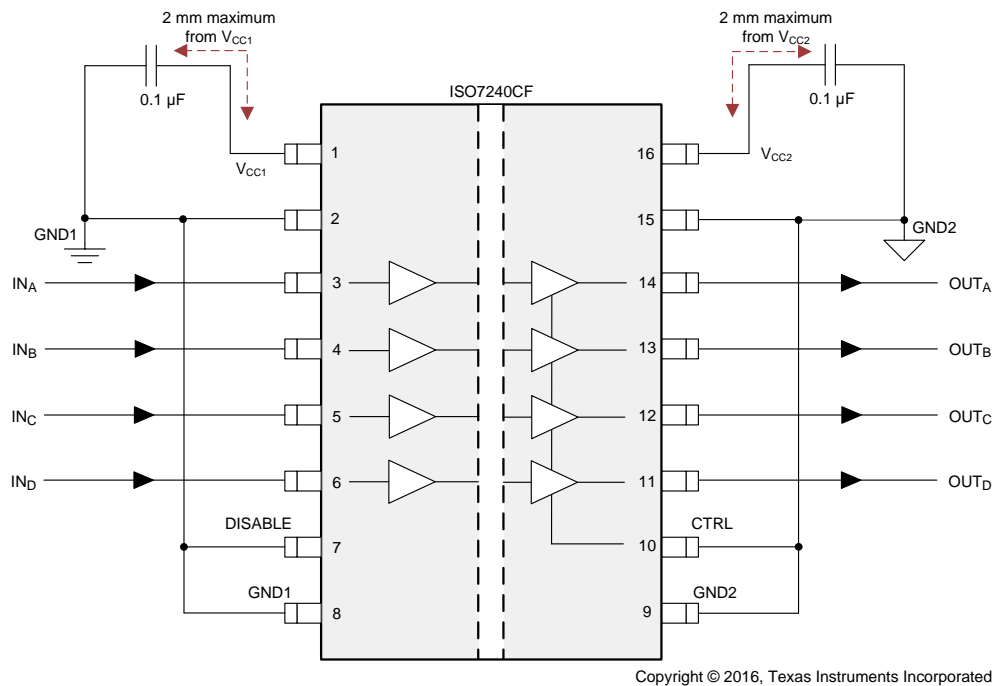 2 mm maximum
from VCC1
2 mm maximum
from VCC2
0.1 µF
0.1 µF
ISO7240CF
VCC1
1
16
VCC2
2
15
GND1
GND2
INA
3
14
OUTA
INB
4
13
OUTB
INC
5
12
OUTC
IND
6
11
OUTD
DISABLE
7
10
CTRL
GND1
8
9
GND2
Copyright © 2016, Texas Instruments Incorporated